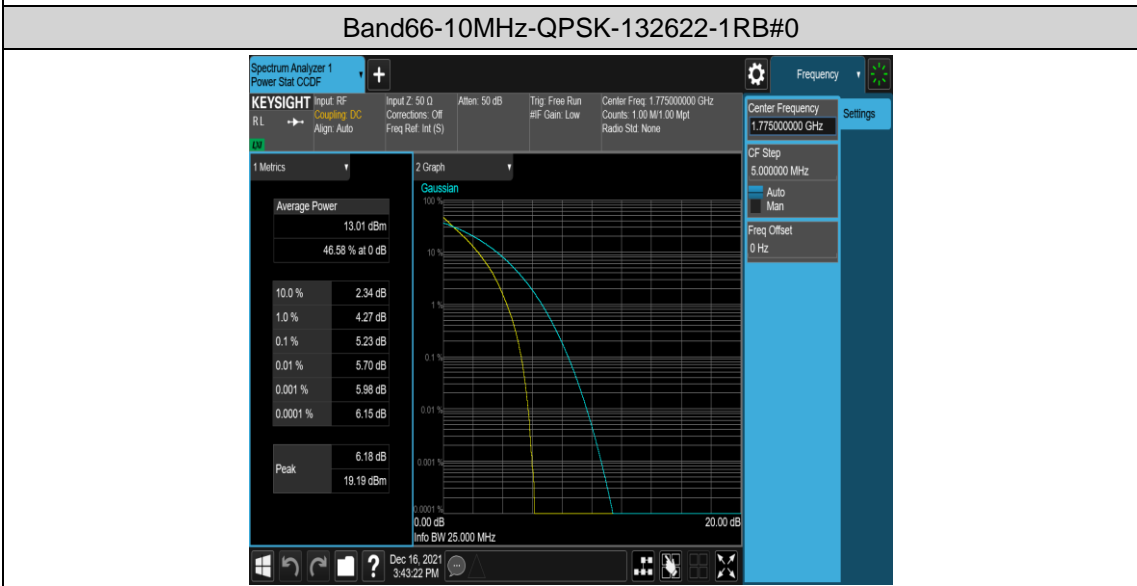 Band66-10MHz-QPSK-132622-1RB#0
Spectrum Analyzer 1
Power Stat CCDF
+
Frequency
KEYSIGHT
RL
LXI
Input: RF
Coupling: DC
Align: Auto
Input Z: 50 Ω
Corrections: Off
Freq Ref: Int (S)
Atten: 50 dB
Trig: Free Run
#IF Gain: Low
Center Freq: 1.775000000 GHz
Counts: 1.00 M/1.00 Mpt
Radio Std: None
Center Frequency
1.775000000 GHz
Settings
CF Step
5.000000 MHz
Auto
Man
Freq Offset
0 Hz
1 Metrics
Average Power
13.01 dBm
46.58 % at 0 dB
10.0 % 2.34 dB
1.0 % 4.27 dB
0.1 % 5.23 dB
0.01 % 5.70 dB
0.001 % 5.98 dB
0.0001 % 6.15 dB
Peak
6.18 dB
19.19 dBm
2 Graph
Gaussian
100 %
10 %
1 %
0.1 %
0.01 %
0.001 %
0.0001 %
0.00 dB 20.00 dB
Info BW 25.000 MHz
?
Dec 16, 2021
3:43:22 PM